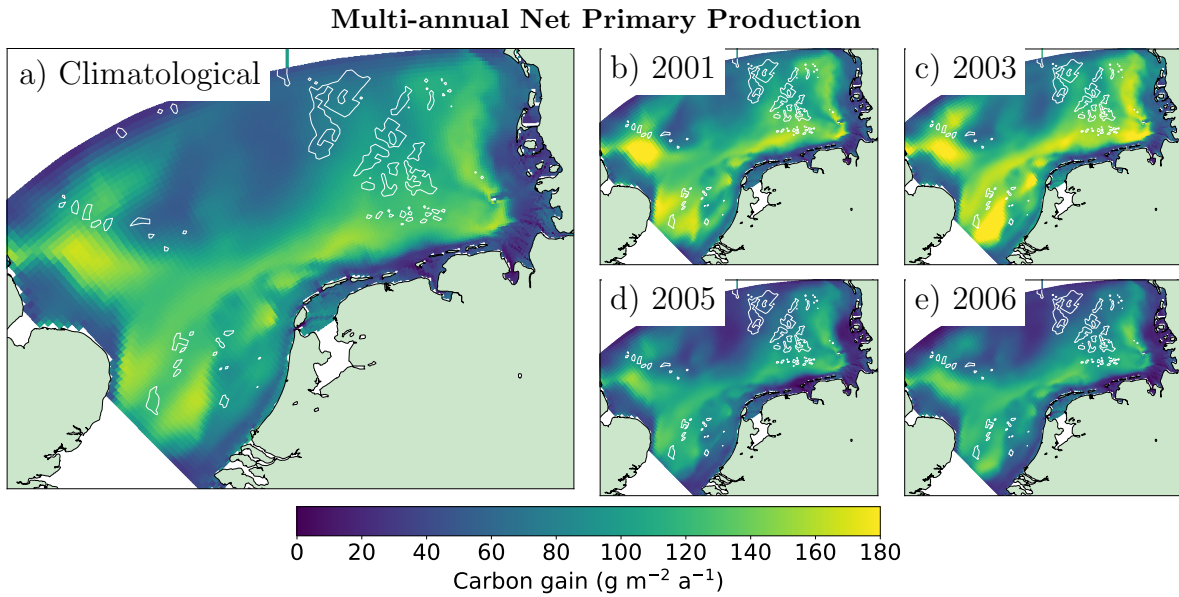 Multi-annual Net Primary Production
a) Climatological
b) 2001
c) 2003
d) 2005
e) 2006
0 20 40 60 80 100 120 140 160 180
Carbon gain (g m⁻² a⁻¹)